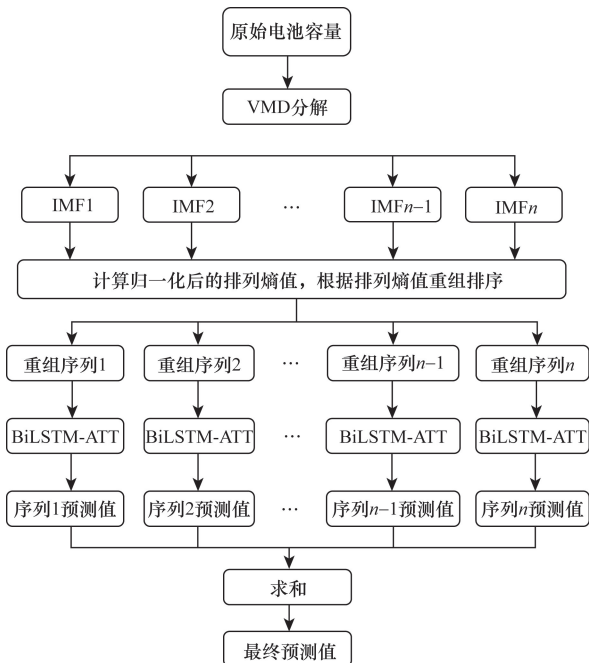 原始电池容量
VMD分解
IMF1 IMF2 ··· IMFn−1 IMFn
计算归一化后的排列熵值，根据排列熵值重组排序
重组序列1 重组序列2 ··· 重组序列n−1 重组序列n
BiLSTM-ATT BiLSTM-ATT ··· BiLSTM-ATT BiLSTM-ATT
序列1预测值 序列2预测值 ··· 序列n−1预测值 序列n预测值
求和
最终预测值